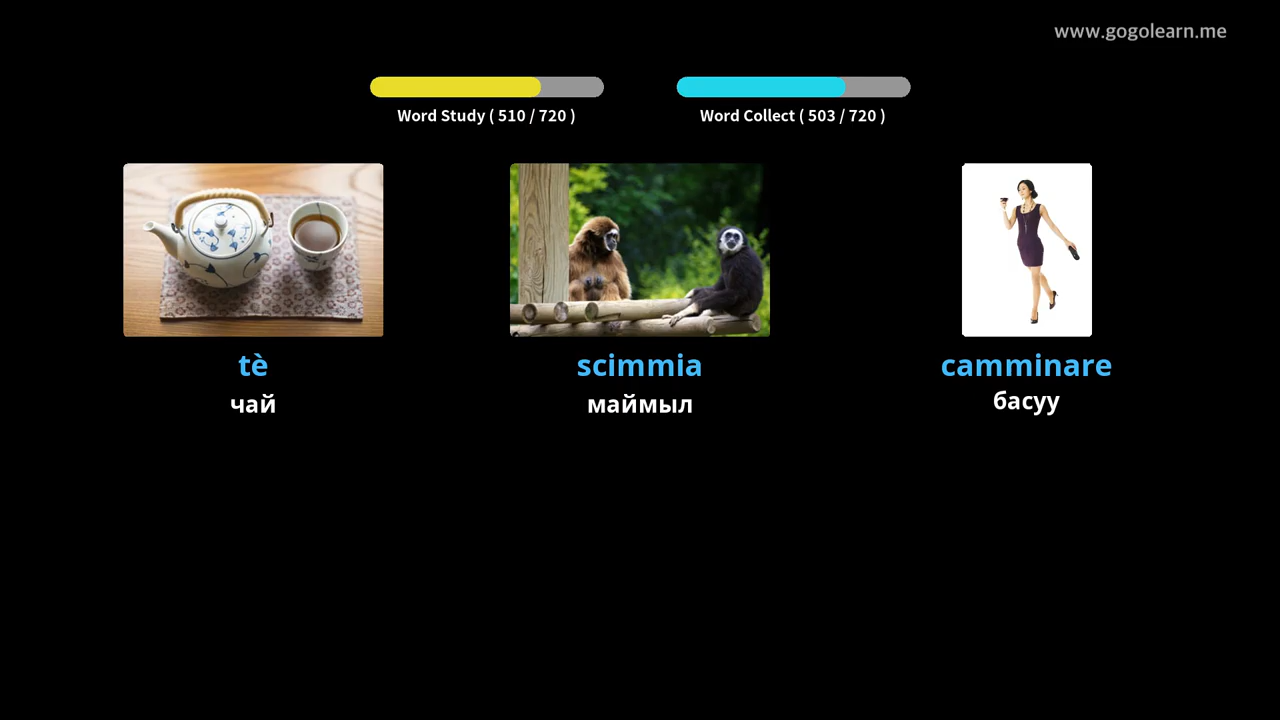 www.gogolearn.me
Word Study ( 510 / 720 )
Word Collect ( 503 / 720 )
tè
scimmia
camminare
чай
маймыл
басуу